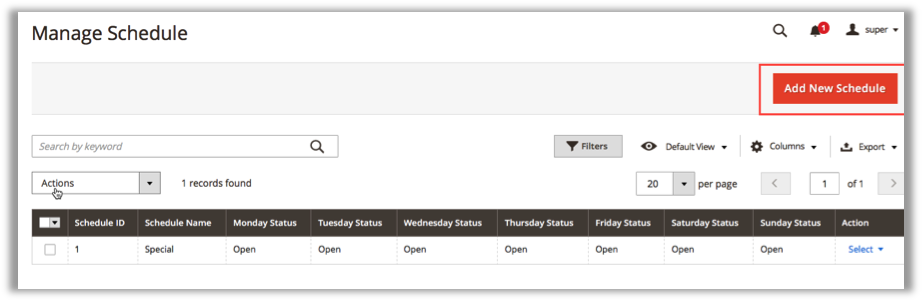 Manage Schedule
1
super
Add New Schedule
Search by keyword
Filters
Default View
Columns
Export
Actions
1 records found
20
per page
1
of 1
Schedule ID Schedule Name Monday Status Tuesday Status Wednesday Status Thursday Status Friday Status Saturday Status Sunday Status Action
1 Special Open Open Open Open Open Open Open Select